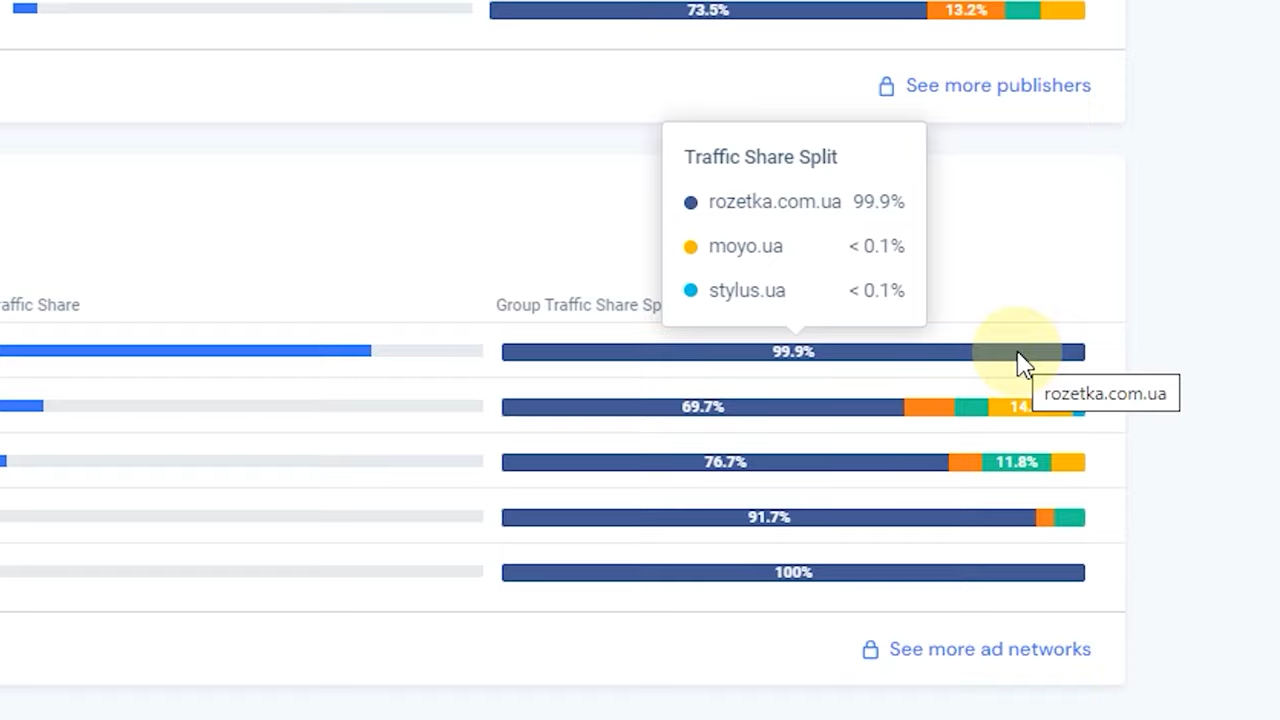 73.5% 13.2%
See more publishers
Traffic Share Split
rozetka.com.ua 99.9%
moyo.ua < 0.1%
stylus.ua < 0.1%
Share Group Traffic Share
99.9%
rozetka.com.ua
69.7%
76.7% 11.8%
91.7%
100%
See more ad networks